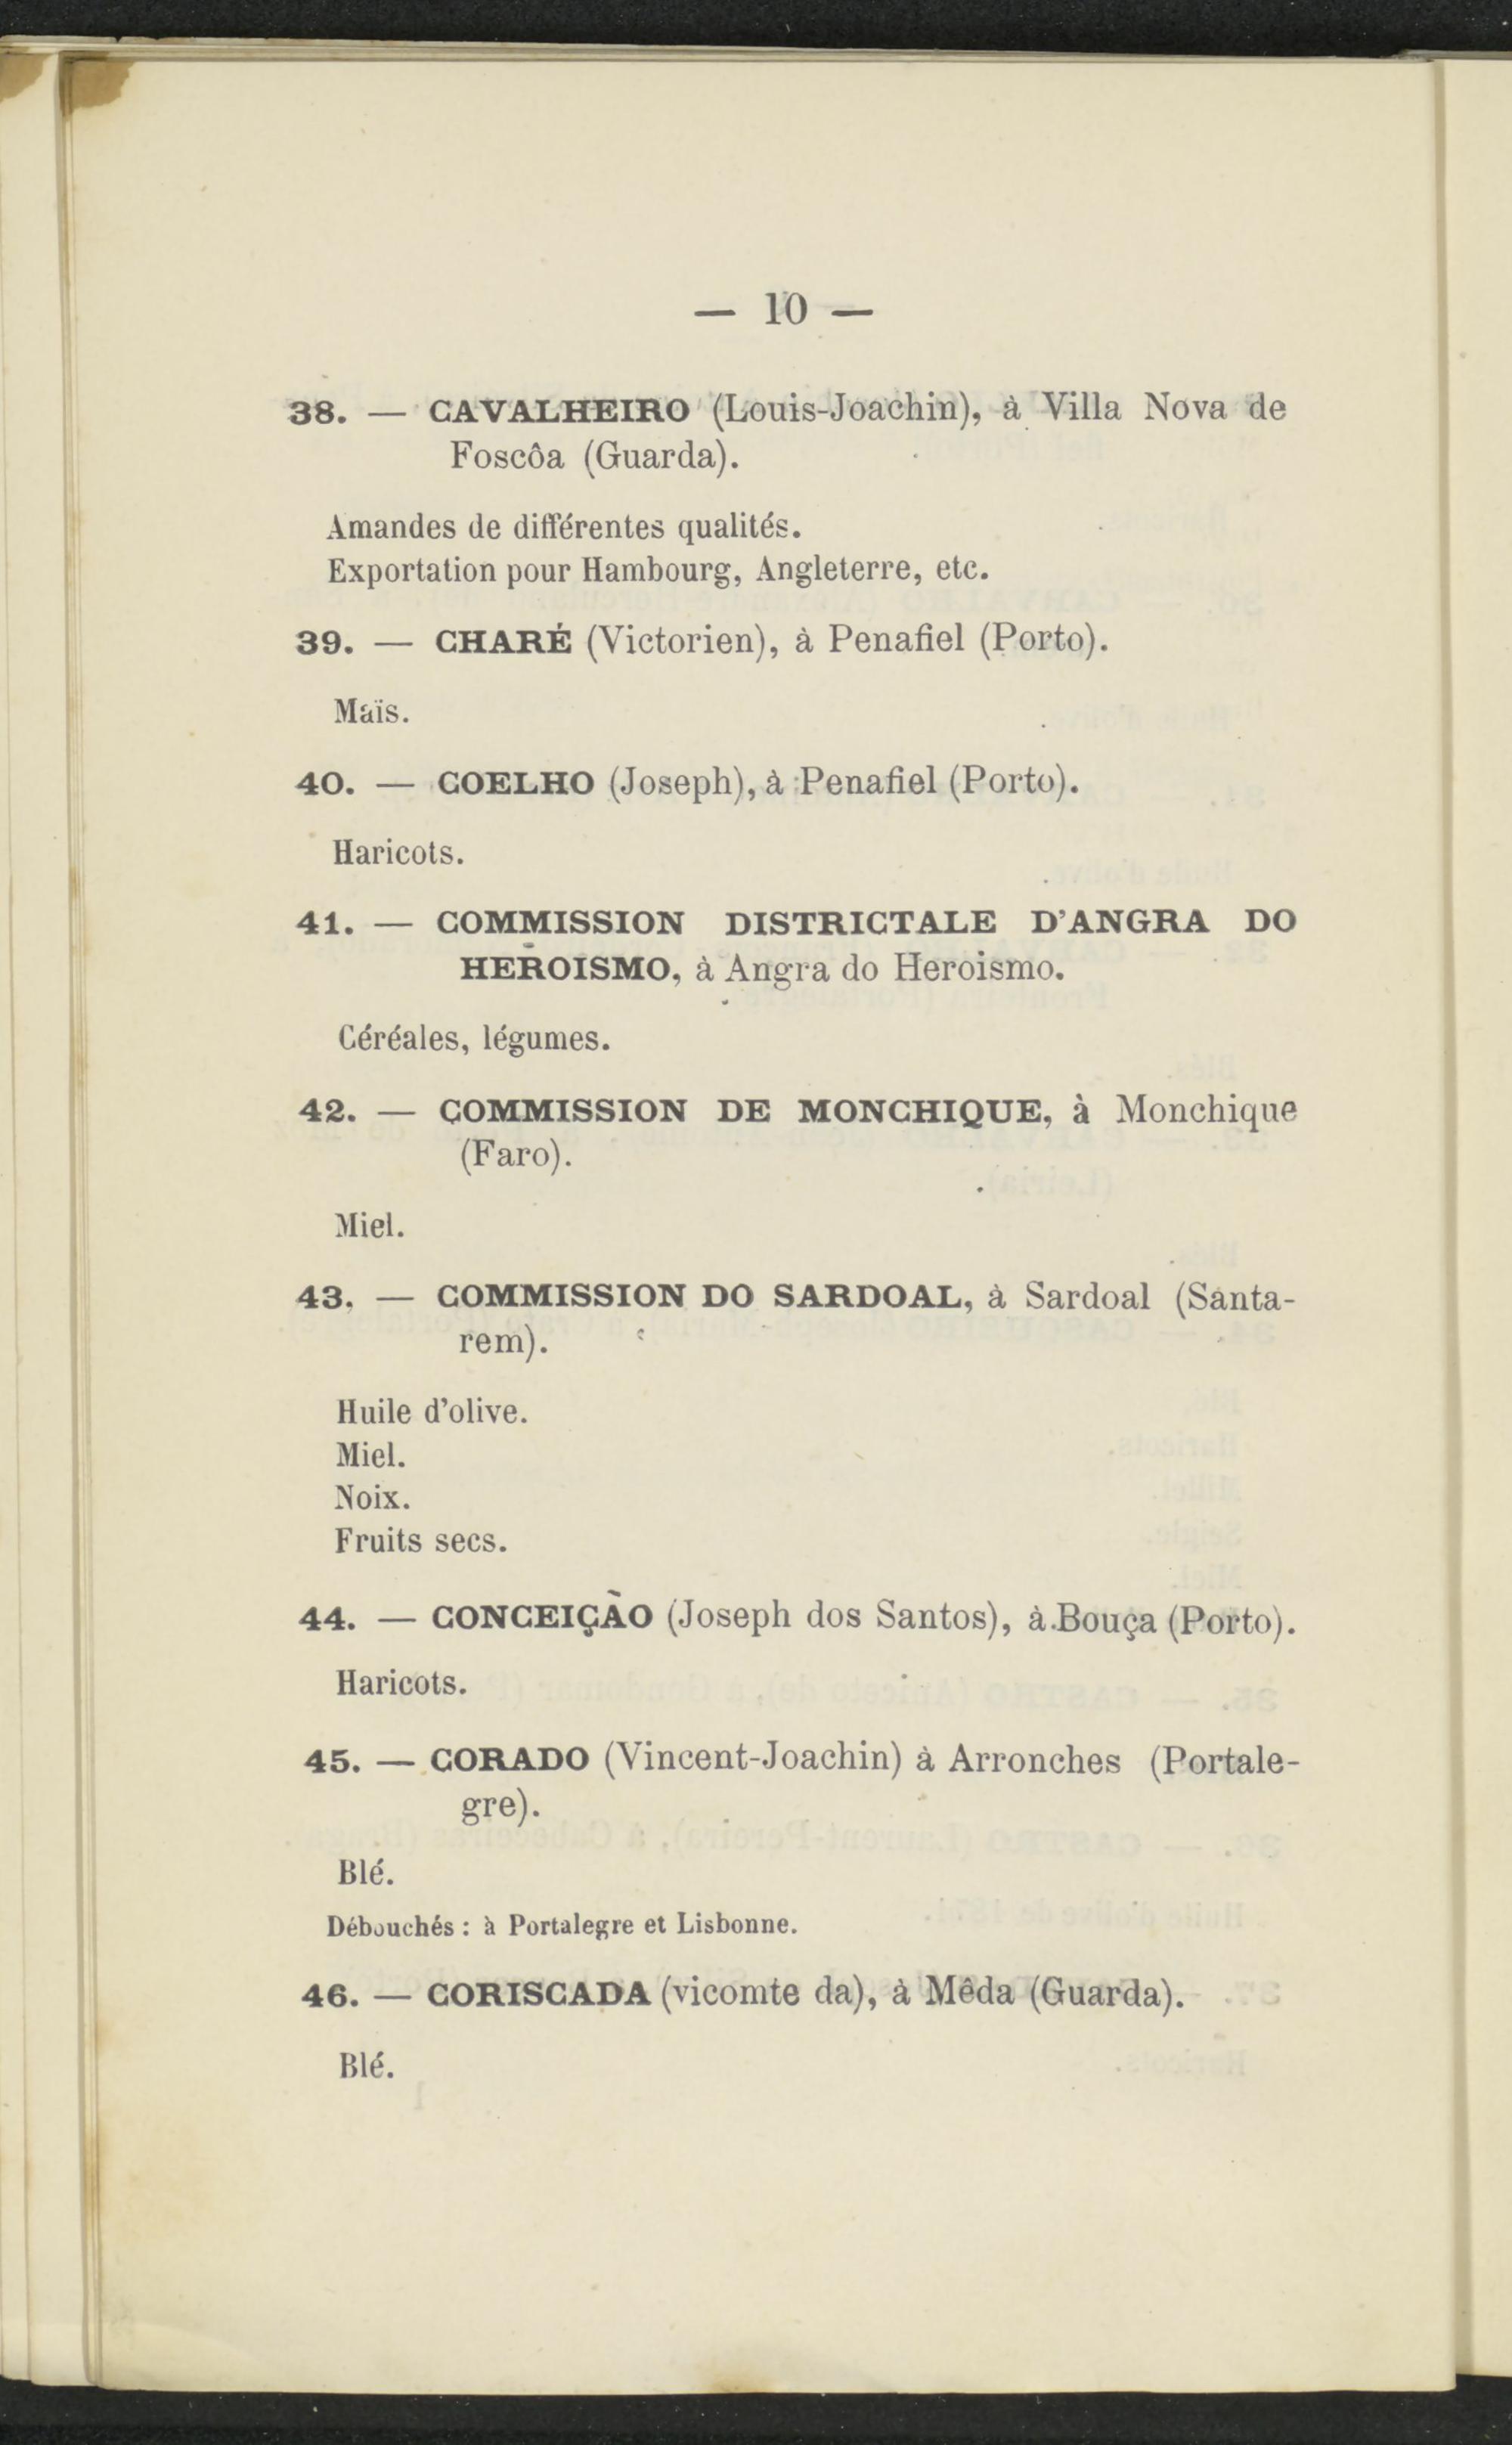 — 10 —
38. — CAVALHEIRO (Louis-Joachin), à Villa Nova de
Foscôa (Guarda).
Amandes de différentes qualités.
Exportation pour Hambourg, Angleterre, etc.
39. — CHARÉ (Victorien), à Penafiel (Porto).
Maïs.
40. — COELHO (Joseph), à Penafiel (Porto).
Haricots.
41. — COMMISSION DISTRICTALE D'ANGRA DO
HEROISMO, à Angra do Heroismo.
Céréales, légumes.
42. — COMMISSION DE MONCHIQUE, à Monchique
(Faro).
Miel.
43. — COMMISSION DO SARDOAL, à Sardoal (Santa-
rem).
Huile d'olive.
Miel.
Noix.
Fruits secs.
44. — CONCEIÇÃO (Joseph dos Santos), à Bouça (Porto).
Haricots.
45. — CORADO (Vincent-Joachin) à Arronches (Portale-
gre).
Blé.
Débouchés : à Portalegre et Lisbonne.
46. — CORISCADA (vicomte da), à Mêda (Guarda).
Blé.